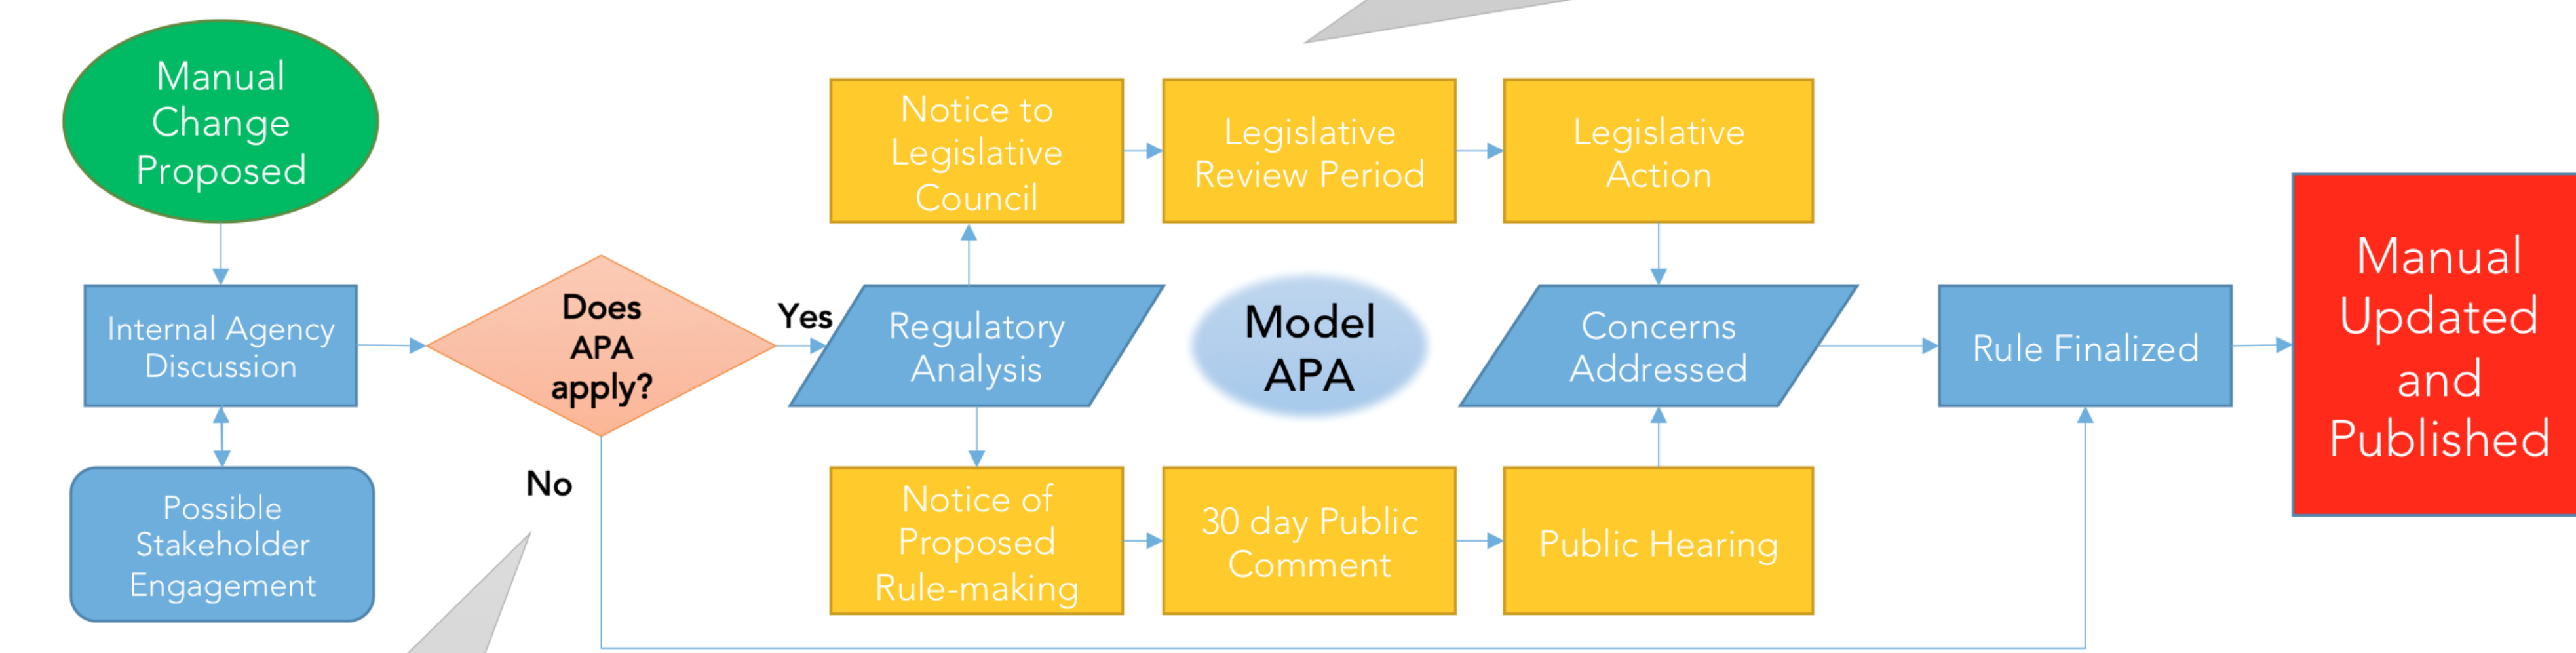 Manual
Change
Proposed
Internal Agency
Discussion
Possible
Stakeholder
Engagement
Does
APA
apply?
Yes
No
Regulatory
Analysis
Notice to
Legislative
Council
Legislative
Review Period
Legislative
Action
Model
APA
Notice of
Proposed
Rule-making
30 day Public
Comment
Public Hearing
Concerns
Addressed
Rule Finalized
Manual
Updated
and
Published